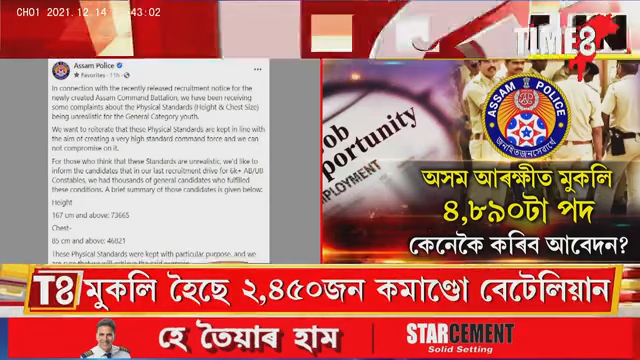 CH01 2021.12.14 11:43:02
TIME8
Assam Police
Favorites · 11h
In connection with the recently released recruitment notice for the
newly created Assam Command Battalion, we have been receiving
some complaints about the Physical Standards (Height & Chest Size)
being unrealistic for the General Category youth.
We want to reiterate that these Physical Standards are kept in line with
the aim of creating a very high standard command force and we can
not compromise on it.
For those who think that these Standards are unrealistic, we'd like to
inform the candidates that in our last recruitment drive for 6k+ AB/UB
Constables, we had thousands of general candidates who fulfilled
these conditions. A brief summary of those candidates is given below:
Height
167 cm and above: 73665
Chest-
85 cm and above: 46821
These Physical Standards were kept with particular purpose, and we
Job
opportunity
EMPLOYMENT
ASSAM POLICE
অসম আৰক্ষীত মুকলি
৪,৮৯০টা পদ
কেনেকৈ কৰিব আবেদন?
T8 মুকলি হৈছে ২,৪৫০জন কমাণ্ডো বেটেলিয়ান
হে তৈয়াৰ হাম
STARCEMENT
Solid Setting